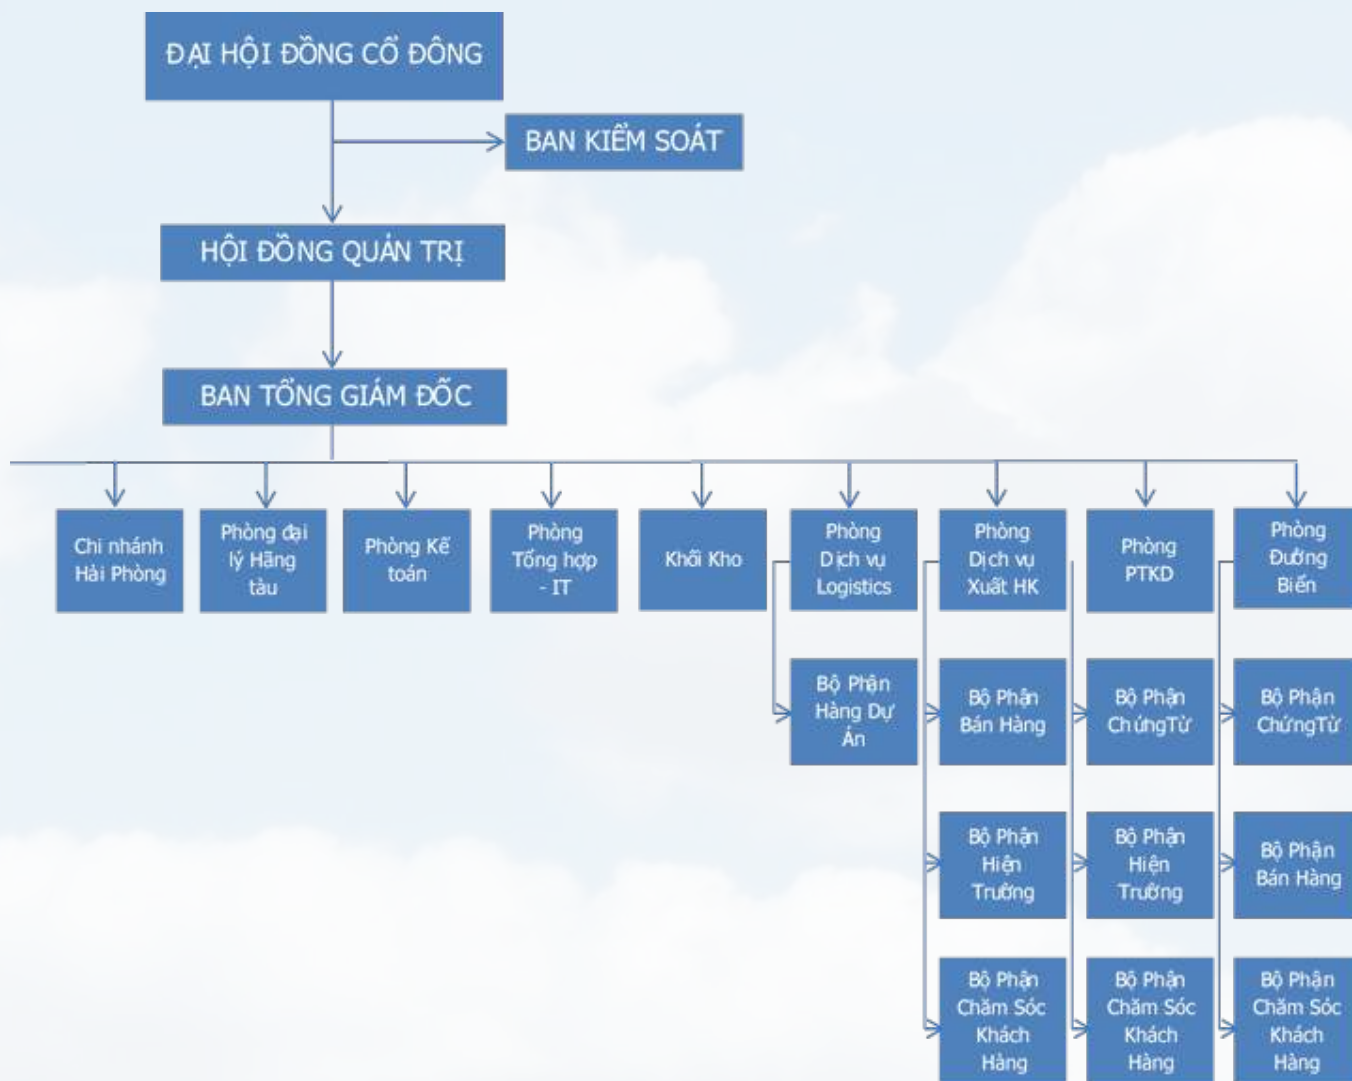 ĐẠI HỘI ĐỒNG CỔ ĐÔNG
BAN KIỂM SOÁT
HỘI ĐỒNG QUẢN TRỊ
BAN TỔNG GIÁM ĐỐC
Chi nhánh
Hải Phòng
Phòng đại
lý Hãng
tàu
Phòng Kế
toán
Phòng
Tổng hợp
- IT
Khối Kho
Phòng
Dịch vụ
Logistics
Phòng
Dịch vụ
Xuất HK
Phòng
PTKD
Phòng
Đường
Biển
Bộ Phận
Hàng Dự
Án
Bộ Phận
Bán Hàng
Bộ Phận
ChứngTừ
Bộ Phận
ChứngTừ
Bộ Phận
Hiện
Trường
Bộ Phận
Hiện
Trường
Bộ Phận
Bán Hàng
Bộ Phận
Chăm Sóc
Khách
Hàng
Bộ Phận
Chăm Sóc
Khách
Hàng
Bộ Phận
Chăm Sóc
Khách
Hàng